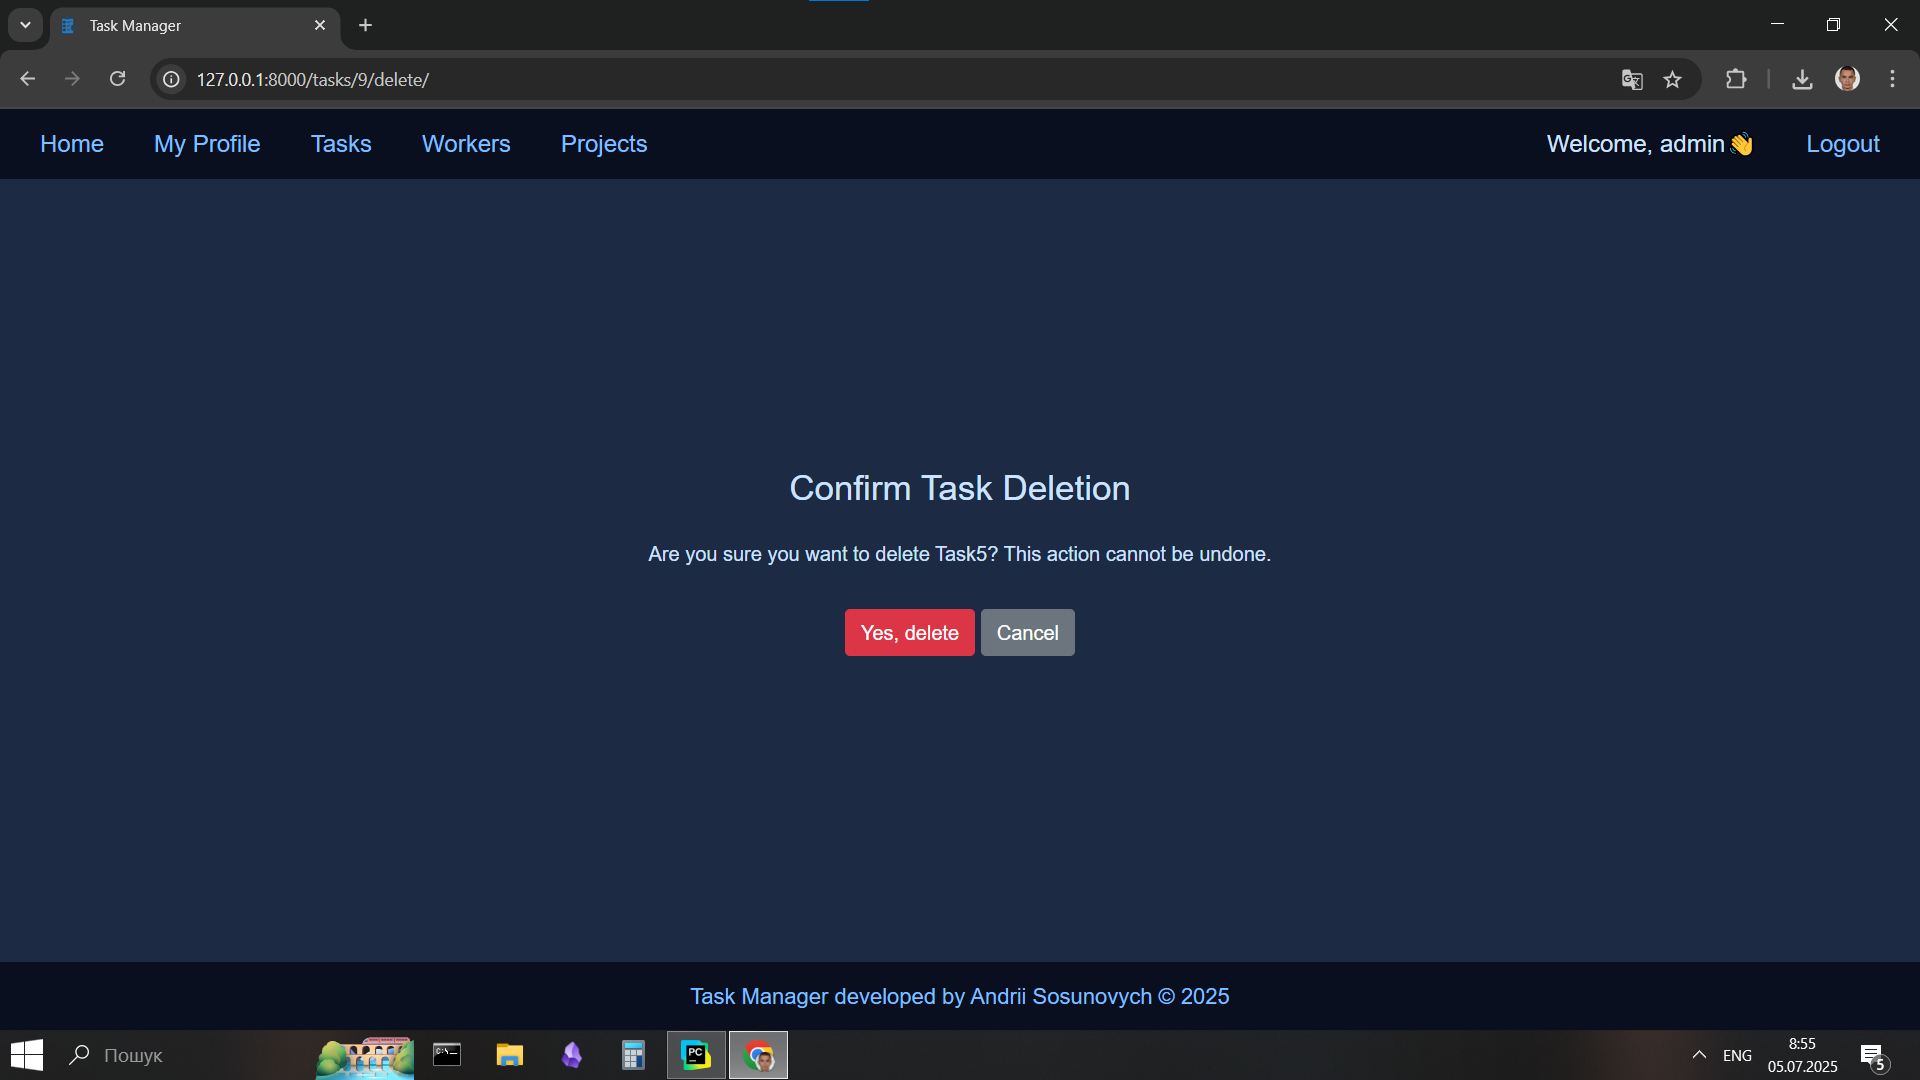 Task Manager
127.0.0.1:8000/tasks/9/delete/
Home My Profile Tasks Workers Projects Welcome, admin👋 Logout
Confirm Task Deletion
Are you sure you want to delete Task5? This action cannot be undone.
Yes, delete Cancel
Task Manager developed by Andrii Sosunovych © 2025
Пошук
PC
ENG
8:55
05.07.2025
5